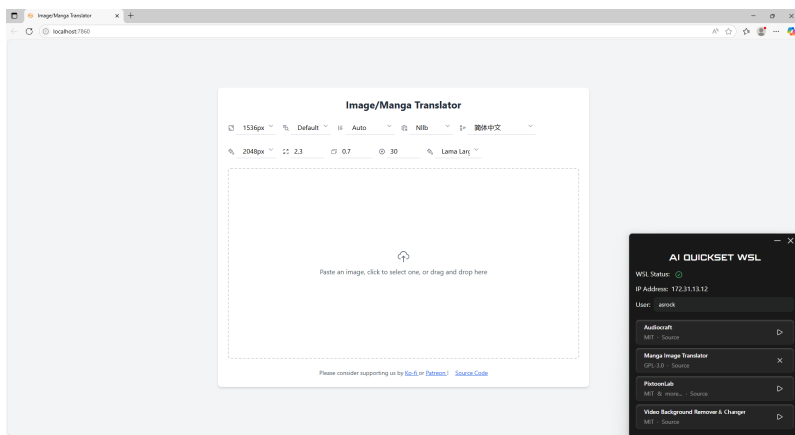 Image/Manga Translator
localhost:7860
Image/Manga Translator
1536px Default Auto Nllb 简体中文
2048px 2.3 0.7 30 Lama Larg
Paste an image, click to select one, or drag and drop here
Please consider supporting us by Ko-fi or Patreon! Source Code
AI QUICKSET WSL
WSL Status:
IP Address: 172.31.13.12
User: asrock
Audiocraft
MIT - Source
Manga Image Translator
GPL-3.0 - Source
PixtoonLab
MIT & more... - Source
Video Background Remover & Changer
MIT - Source